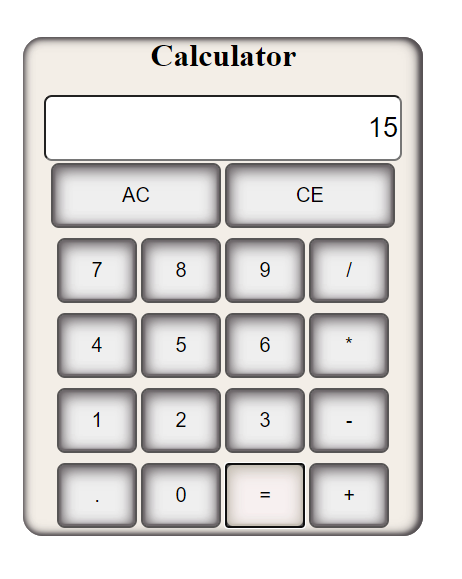 Calculator
15
AC CE
7 8 9 /
4 5 6 *
1 2 3 -
. 0 = +